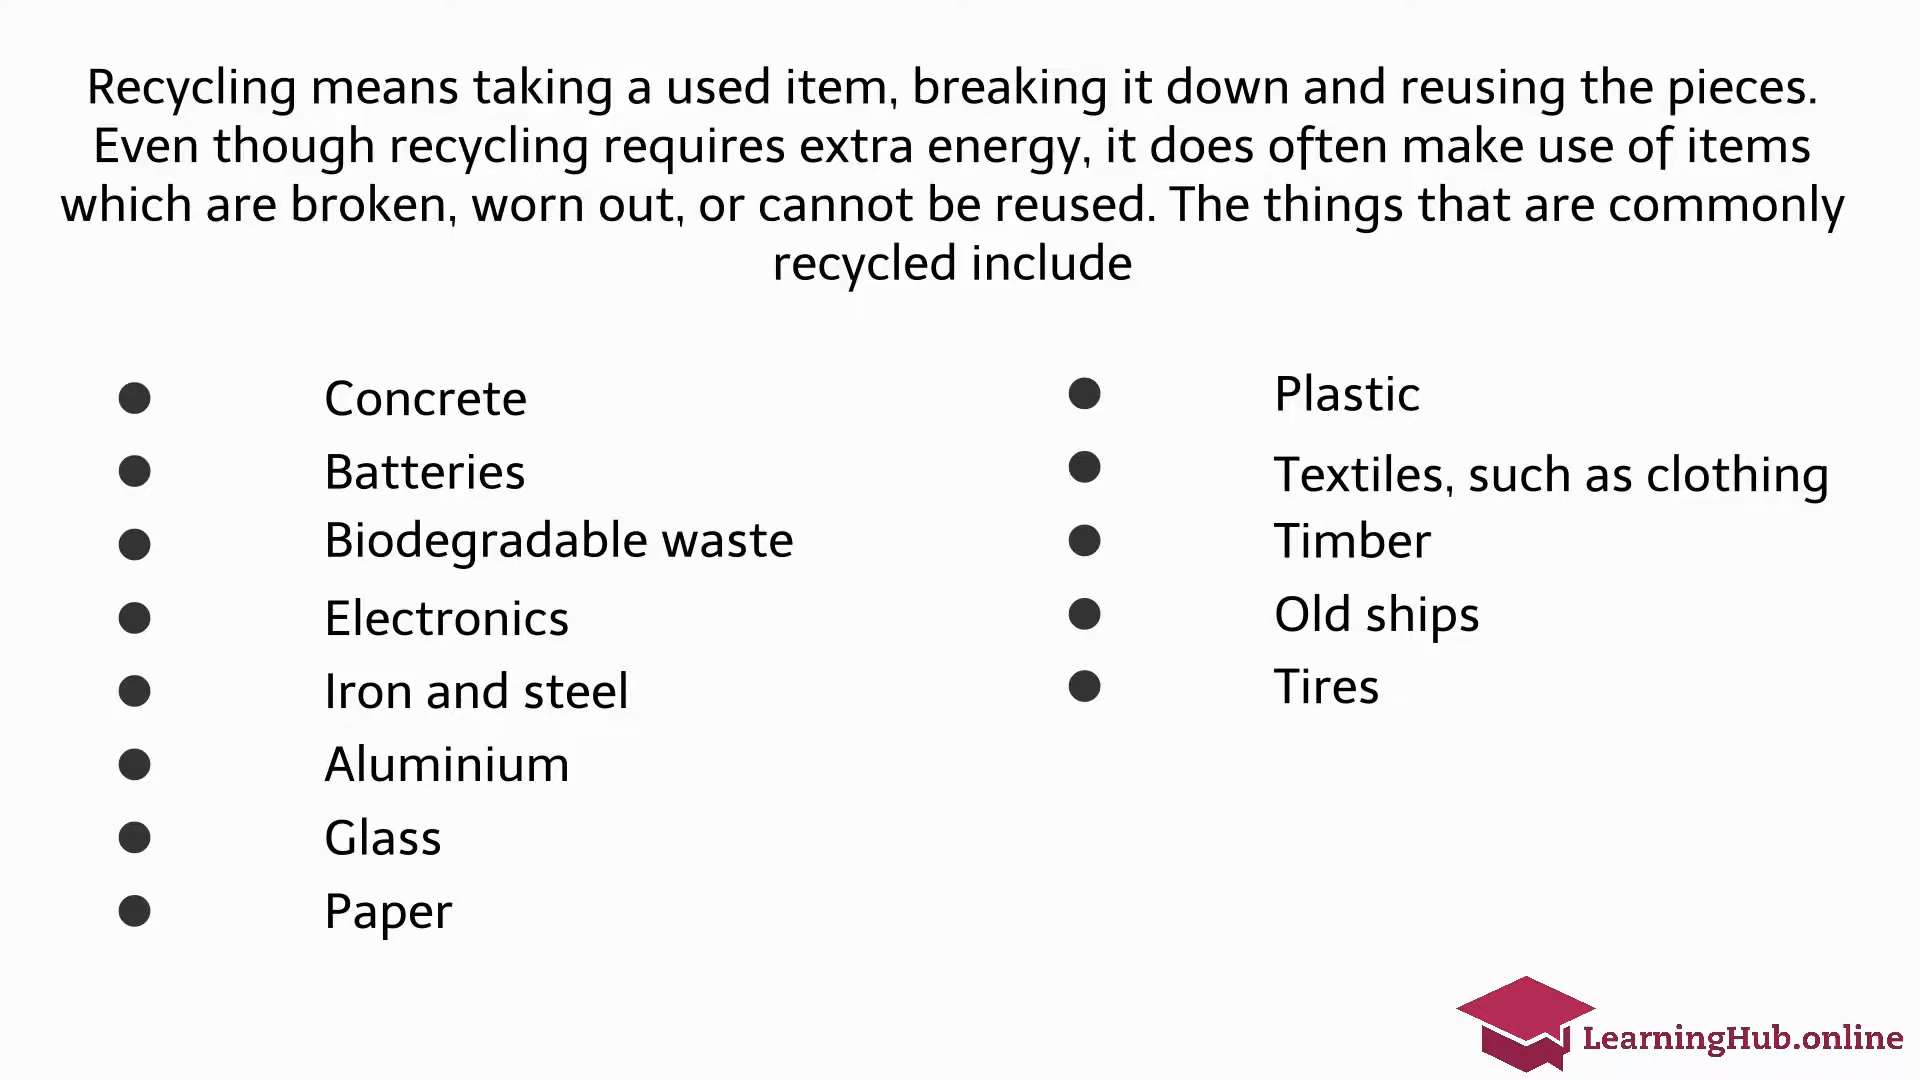 Recycling means taking a used item, breaking it down and reusing the pieces.
Even though recycling requires extra energy, it does often make use of items
which are broken, worn out, or cannot be reused. The things that are commonly
recycled include
● Concrete
● Batteries
● Biodegradable waste
● Electronics
● Iron and steel
● Aluminium
● Glass
● Paper
● Plastic
● Textiles, such as clothing
● Timber
● Old ships
● Tires
LearningHub.online